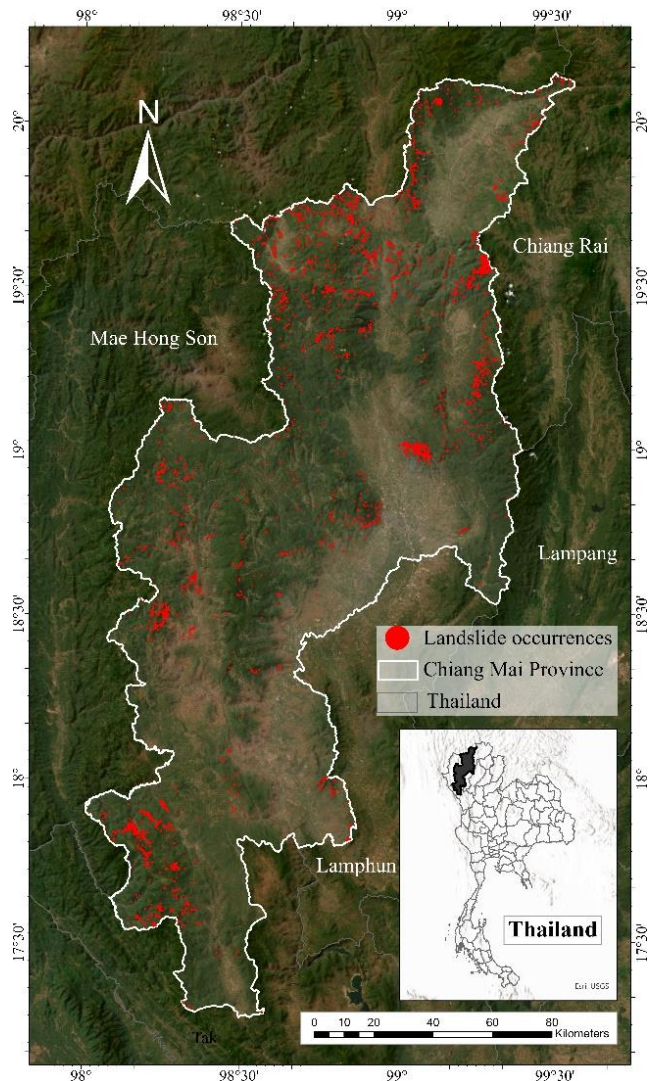 98° 98°30' 99° 99°30'
N
20°
20°
Chiang Rai
19°30'
19°30'
Mae Hong Son
19°
19°
Lampang
18°30'
18°30'
Landslide occurrences
Chiang Mai Province
Thailand
18°
18°
Lamphun
17°30'
17°30'
Thailand
Esri, USGS
Tak
0 5 10 20 40 60 80
Kilometers
98° 98°30' 99° 99°30'